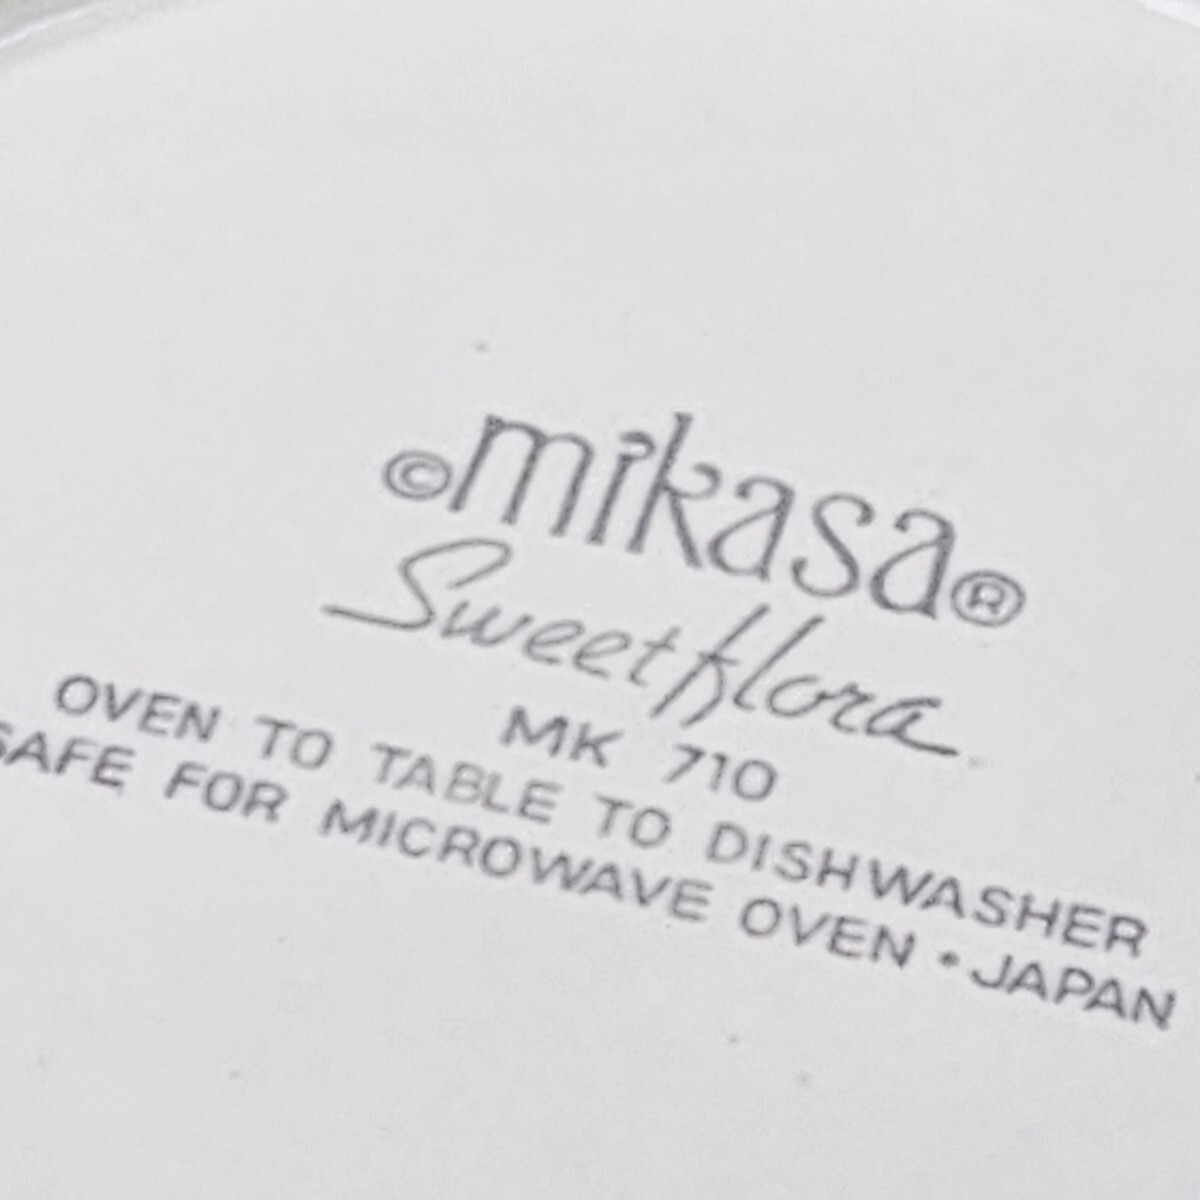 ©mikasa®
Sweetflora
MK 710
OVEN TO TABLE TO DISHWASHER
SAFE FOR MICROWAVE OVEN • JAPAN